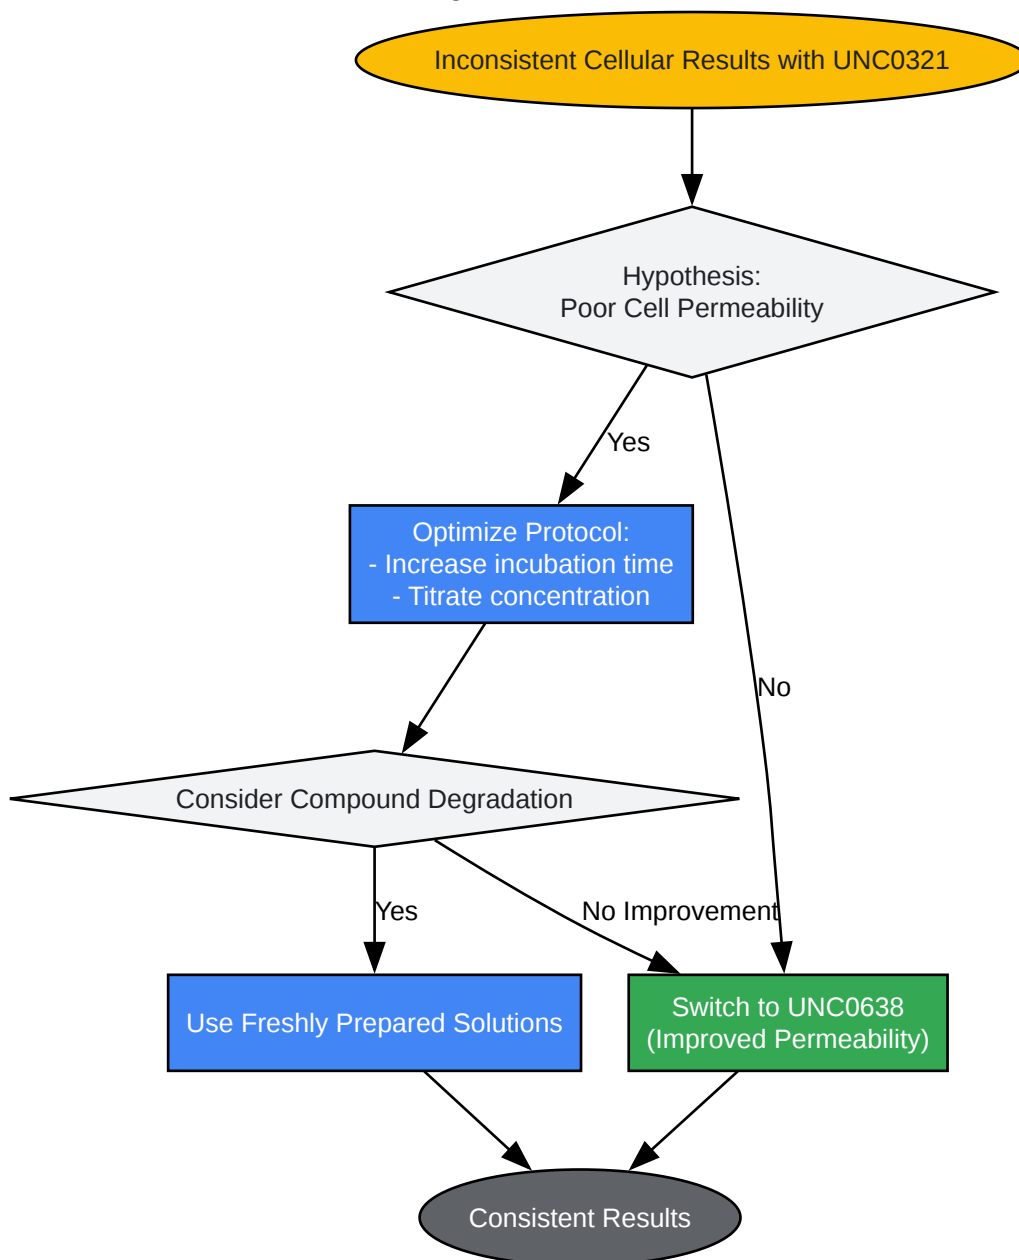 Inconsistent Cellular Results with UNC0321
Hypothesis:
Poor Cell Permeability
Yes
Optimize Protocol:
- Increase incubation time
- Titrate concentration
No
Consider Compound Degradation
Yes
No Improvement
Use Freshly Prepared Solutions
Switch to UNC0638
(Improved Permeability)
Consistent Results